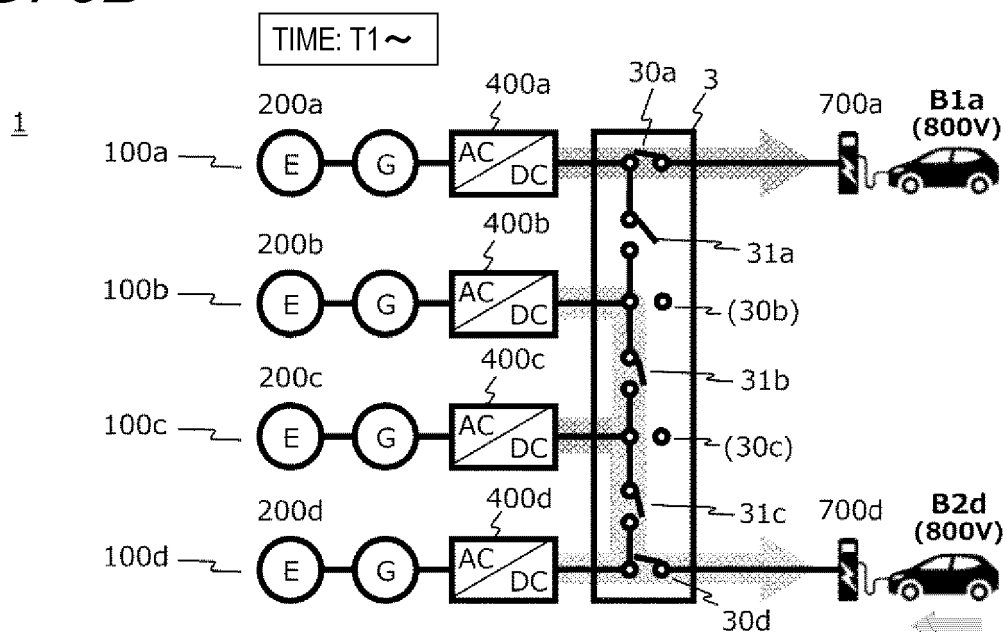 TIME: T1~
1
200a
400a
30a
3
700a
B1a
(800V)
100a
E
G
AC
DC
200b
400b
31a
100b
E
G
AC
DC
(30b)
200c
400c
31b
100c
E
G
AC
DC
(30c)
200d
400d
31c
700d
B2d
(800V)
100d
E
G
AC
DC
30d